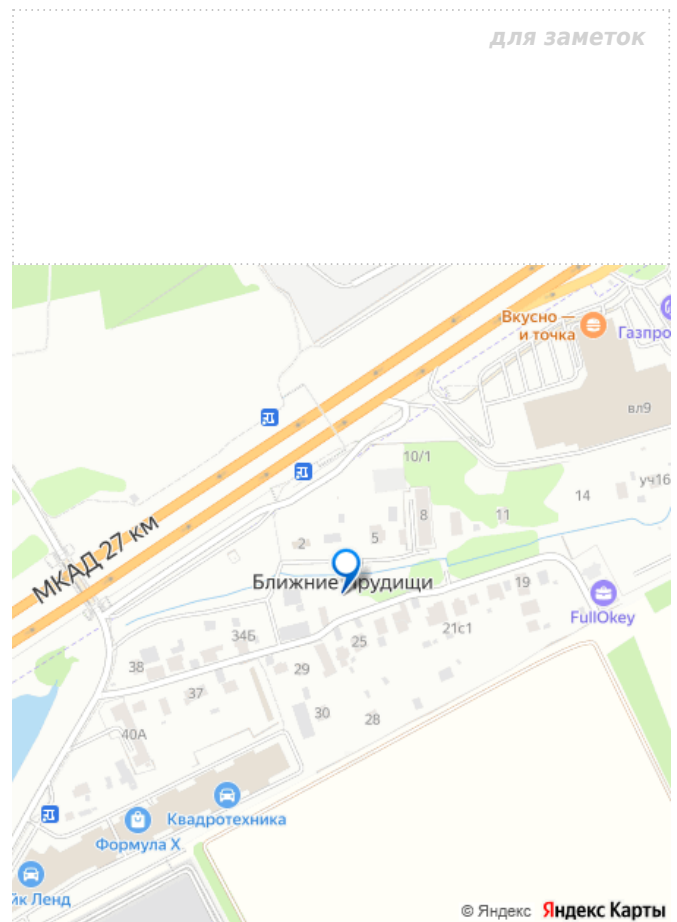 для заметок
Вкусно —
и точка
Газпро
вл9
10/1
уч16
14
8
11
5
2
МКАД 27 км
Ближние Прудищи
19
FullOkey
34Б
21с1
25
38
29
37
30
28
40А
Квадротехника
Формула Х
йк Ленд
© Яндекс Яндекс Карты